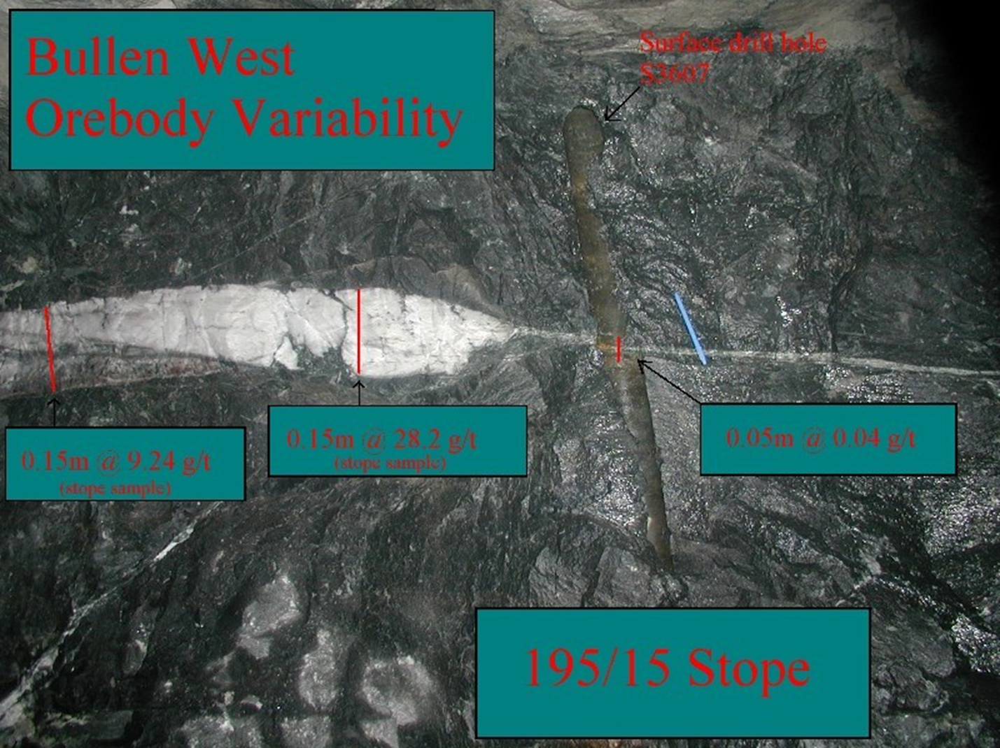 Bullen West
Orebody Variability
Surface drill hole
S3607
0.15m @ 9.24 g/t
(stope sample)
0.15m @ 28.2 g/t
(stope sample)
0.05m @ 0.04 g/t
195/15 Stope